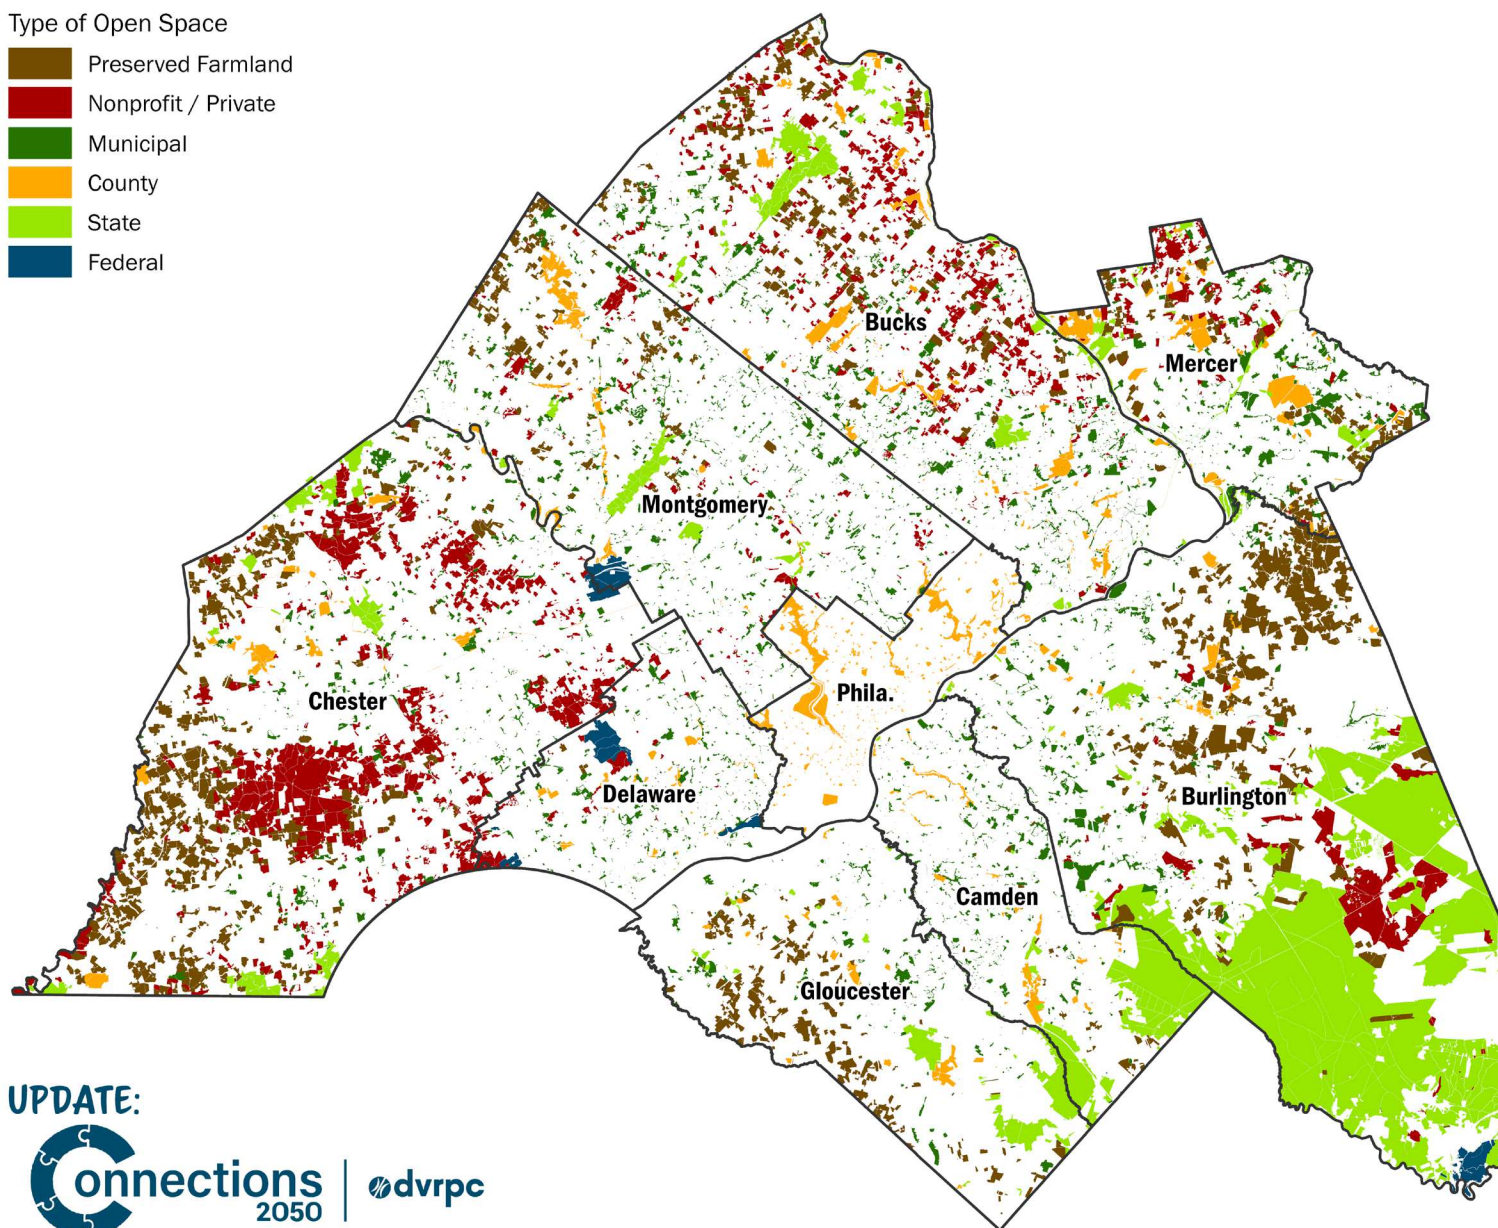 Type of Open Space
Preserved Farmland
Nonprofit / Private
Municipal
County
State
Federal
Bucks
Mercer
Montgomery
Phila.
Chester
Delaware
Burlington
Camden
Gloucester
UPDATE:
Connections
2050
dvrpc